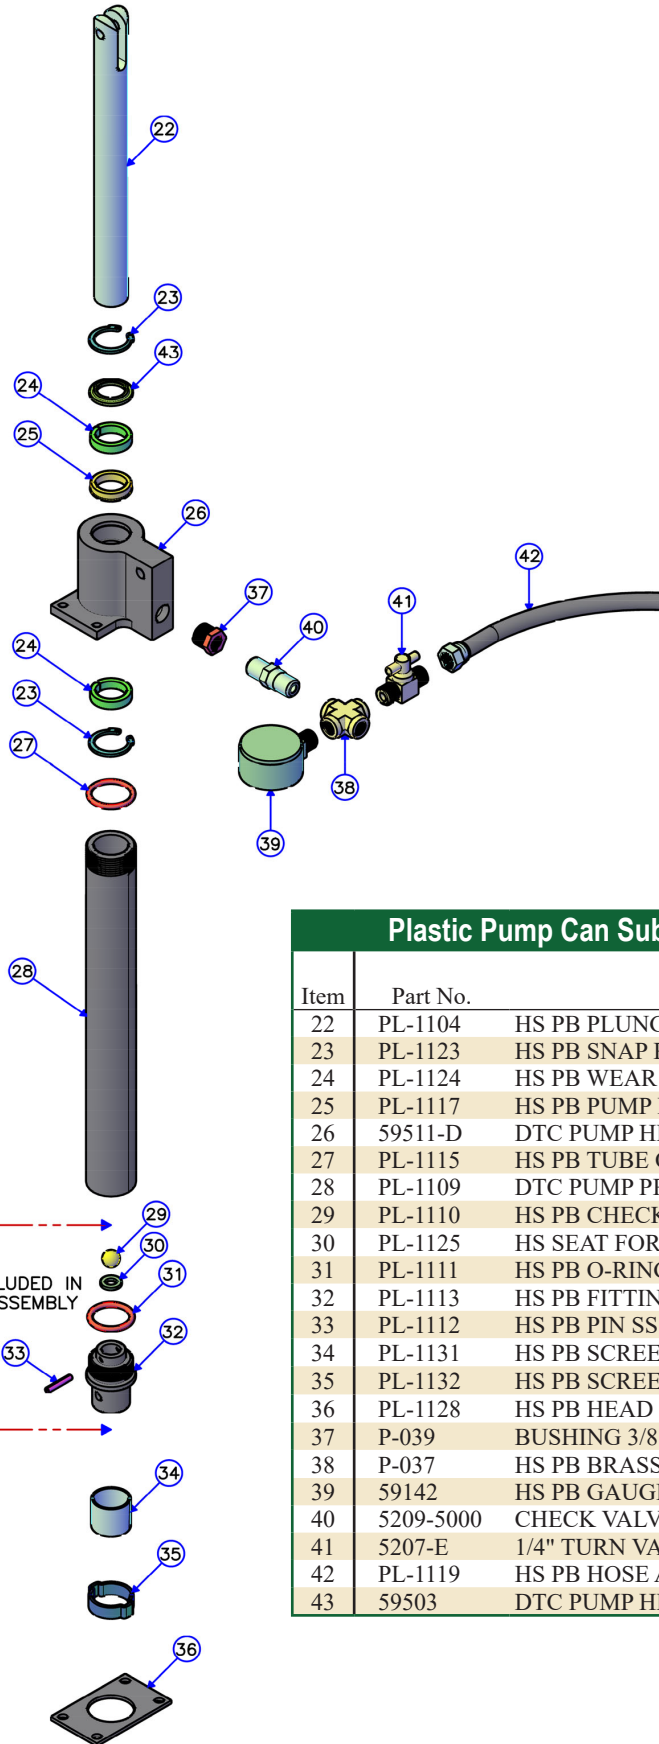 22
23
43
24
25
26
42
37
41
40
24
23
27
38
39
28
Plastic Pump Can Sub
Item Part No.
22 PL-1104 HS PB PLUNG
23 PL-1123 HS PB SNAP
24 PL-1124 HS PB WEAR
25 PL-1117 HS PB PUMP
26 59511-D DTC PUMP H
27 PL-1115 HS PB TUBE
28 PL-1109 DTC PUMP P
29 PL-1110 HS PB CHECK
30 PL-1125 HS SEAT FOR
31 PL-1111 HS PB O-RING
32 PL-1113 HS PB FITTIN
33 PL-1112 HS PB PIN SS
34 PL-1131 HS PB SCREE
35 PL-1132 HS PB SCREE
36 PL-1128 HS PB HEAD
37 P-039 BUSHING 3/8
38 P-037 HS PB BRASS
39 59142 HS PB GAUG
40 5209-5000 CHECK VALV
41 5207-E 1/4" TURN VA
42 PL-1119 HS PB HOSE A
43 59503 DTC PUMP H
29
30
LUDED IN
SSEMBLY
31
32
33
34
35
36